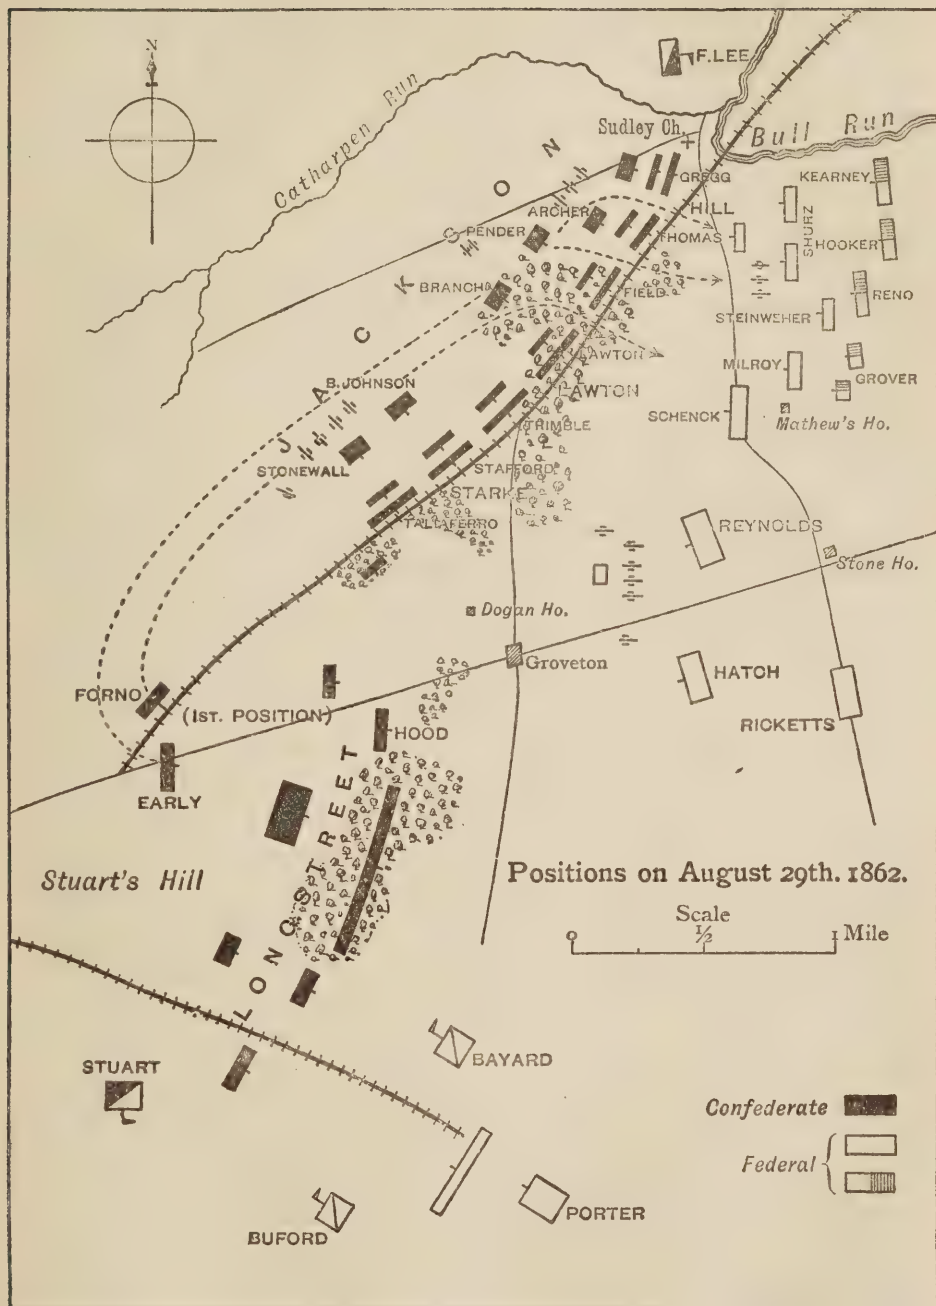 N
F. LEE
Catharpen Run
Sudley Ch.
Bull Run
GREGG
KEARNEY
HILL
ARCHER
SHURZ
PENDER
THOMAS
HOOKER
BRANCH
FIELD
RENO
STEINWEHER
LAWTON
MILROY
B. JOHNSON
LAWTON
GROVER
SCHENCK
Mathew's Ho.
TRIMBLE
JACKSON
STONEWALL
STAFFORD
STARKE
TALIAFERRO
REYNOLDS
Stone Ho.
Dogan Ho.
Groveton
HATCH
FORNO
(1ST. POSITION)
RICKETTS
HOOD
EARLY
LONGSTREET
Stuart's Hill
Positions on August 29th. 1862.
Scale
0 ½ 1 Mile
BAYARD
STUART
Confederate
Federal
PORTER
BUFORD